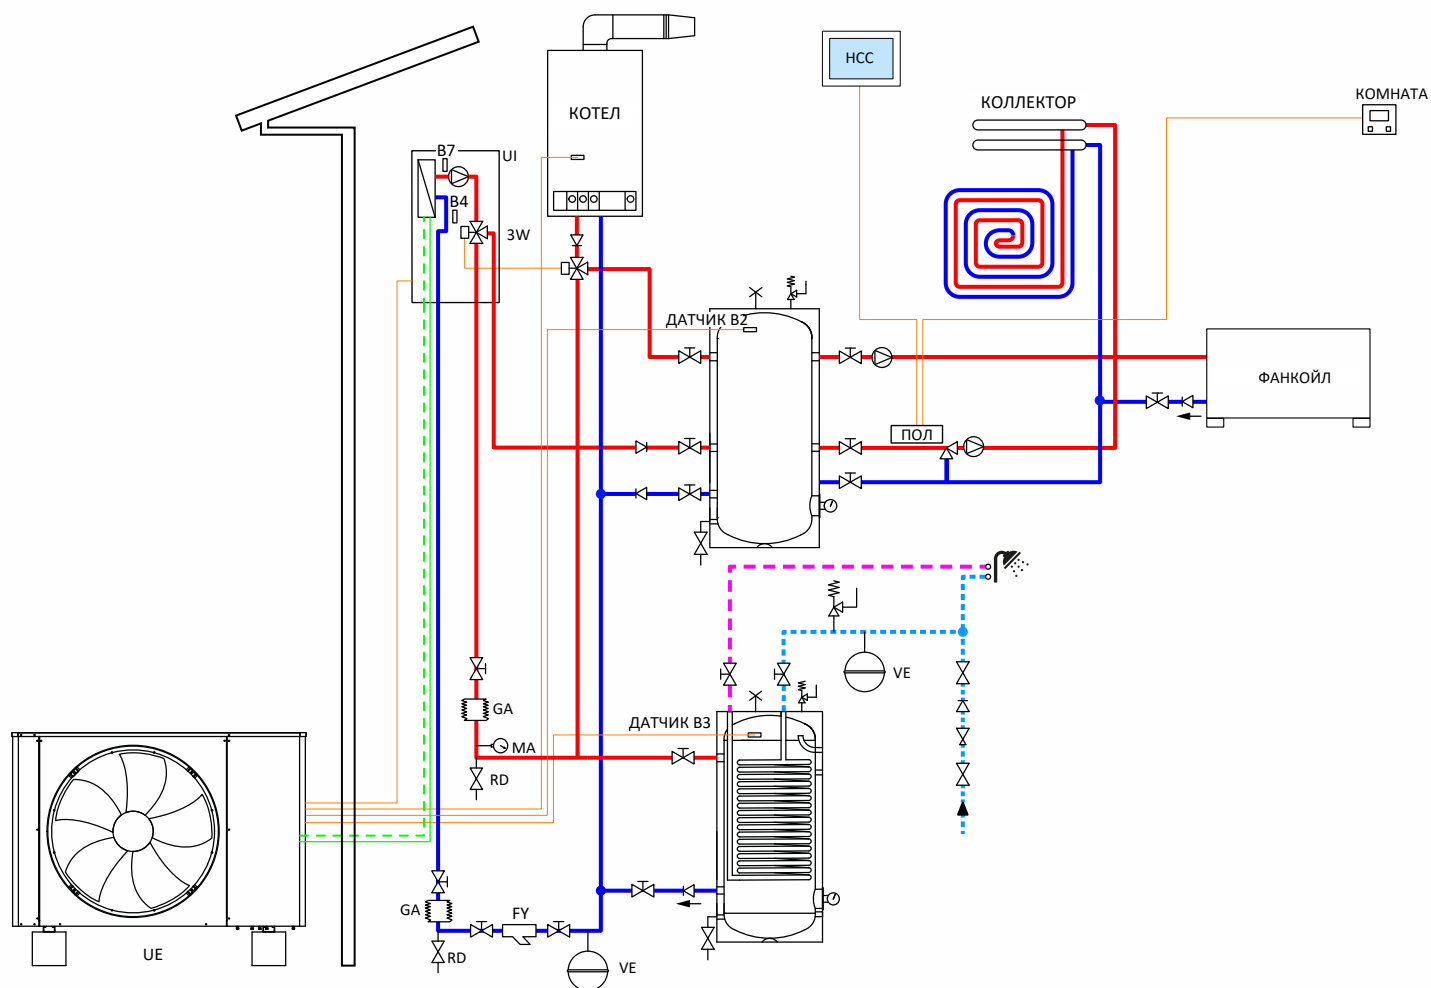 НСС
КОМНАТА
КОЛЛЕКТОР
КОТЕЛ
B7
UI
B4
3W
ДАТЧИК B2
ФАНКОЙЛ
ПОЛ
VE
GA
ДАТЧИК B3
MA
RD
GA
FY
UE
RD
VE